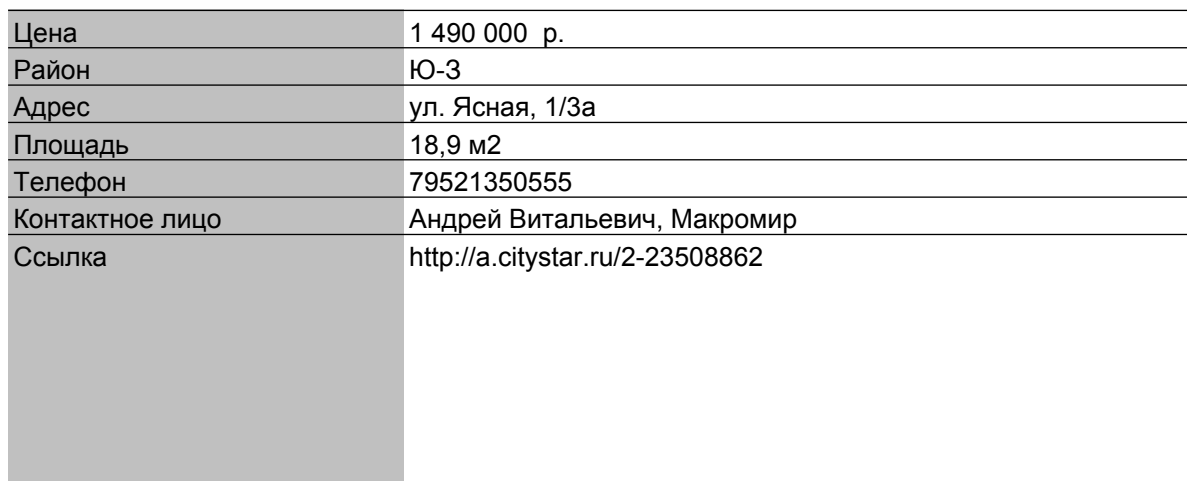 Цена 1 490 000 р.
Район Ю-З
Адрес ул. Ясная, 1/3а
Площадь 18,9 м2
Телефон 79521350555
Контактное лицо Андрей Витальевич, Макромир
Ссылка http://a.citystar.ru/2-23508862